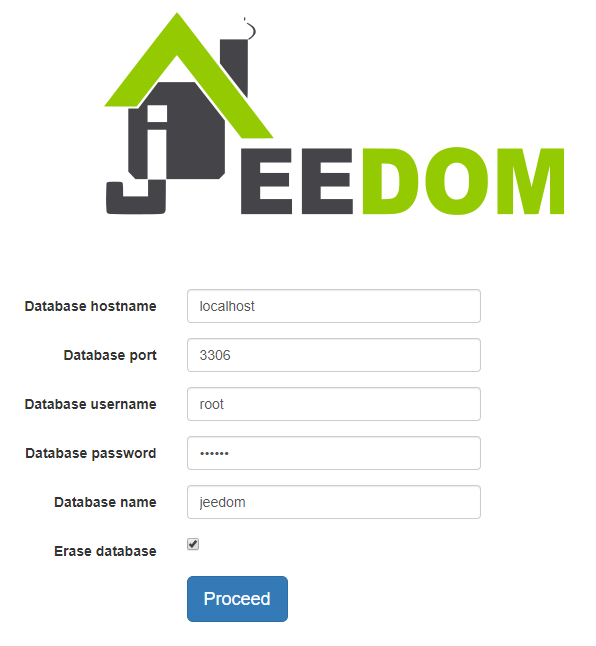 jEEDOM
Database hostname localhost
Database port 3306
Database username root
Database password ••••••
Database name jeedom
Erase database
Proceed